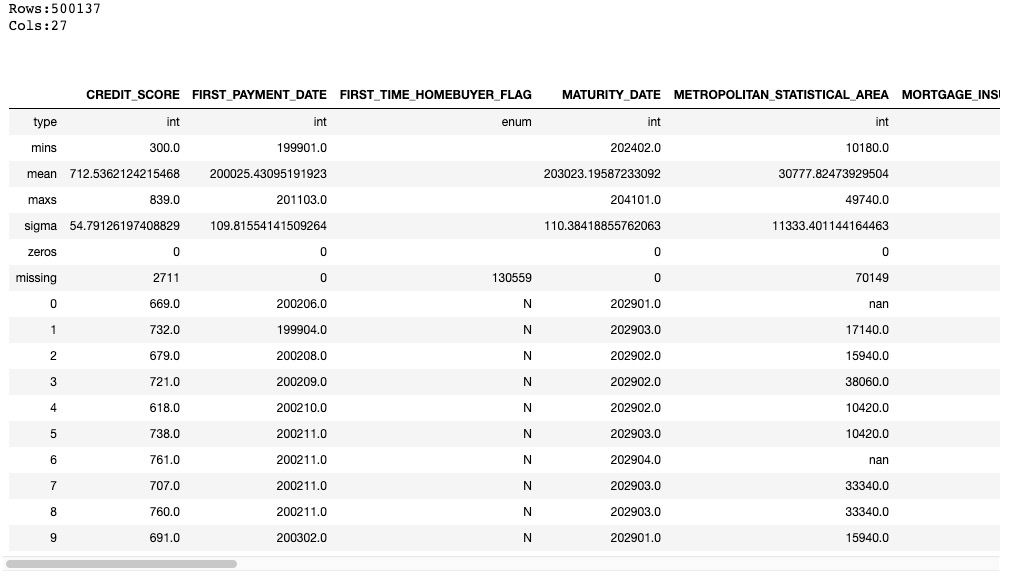 Rows:500137
Cols:27
CREDIT_SCORE FIRST_PAYMENT_DATE FIRST_TIME_HOMEBUYER_FLAG MATURITY_DATE METROPOLITAN_STATISTICAL_AREA MORTGAGE_INSU
type int int enum int int
mins 300.0 199901.0 202402.0 10180.0
mean 712.5362124215468 200025.43095191923 203023.19587233092 30777.82473929504
maxs 839.0 201103.0 204101.0 49740.0
sigma 54.79126197408829 109.81554141509264 110.38418855762063 11333.401144164463
zeros 0 0 0 0
missing 2711 0 130559 0 70149
0 669.0 200206.0 N 202901.0 nan
1 732.0 199904.0 N 202903.0 17140.0
2 679.0 200208.0 N 202902.0 15940.0
3 721.0 200209.0 N 202902.0 38060.0
4 618.0 200210.0 N 202902.0 10420.0
5 738.0 200211.0 N 202903.0 10420.0
6 761.0 200211.0 N 202904.0 nan
7 707.0 200211.0 N 202903.0 33340.0
8 760.0 200211.0 N 202903.0 33340.0
9 691.0 200302.0 N 202901.0 15940.0